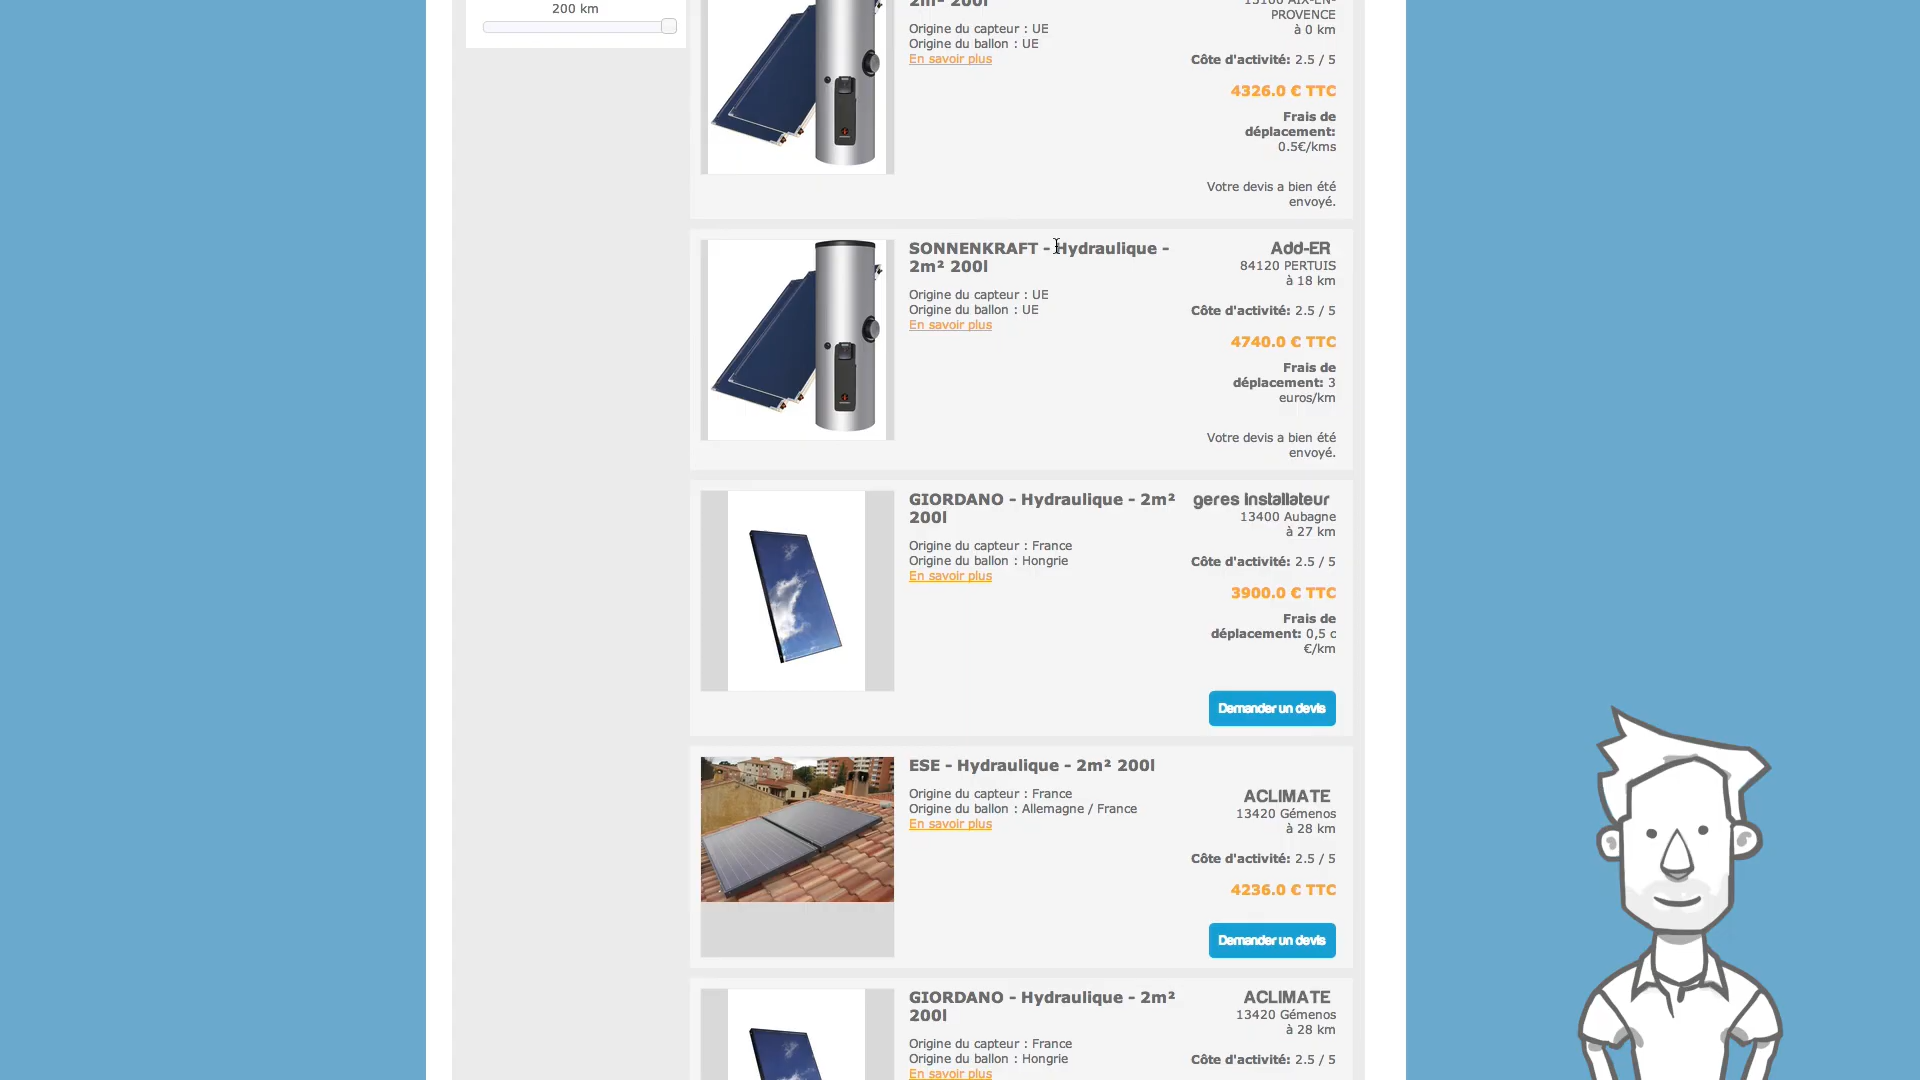 200 km
2m² 200l
Origine du capteur : UE
Origine du ballon : UE
En savoir plus
13100 AIX-EN-
PROVENCE
à 0 km
Côte d'activité: 2.5 / 5
4326.0 € TTC
Frais de
déplacement:
0.5€/kms
Votre devis a bien été
envoyé.
SONNENKRAFT - Hydraulique -
2m² 200l
Origine du capteur : UE
Origine du ballon : UE
En savoir plus
Add-ER
84120 PERTUIS
à 18 km
Côte d'activité: 2.5 / 5
4740.0 € TTC
Frais de
déplacement: 3
euros/km
Votre devis a bien été
envoyé.
GIORDANO - Hydraulique - 2m²
200l
Origine du capteur : France
Origine du ballon : Hongrie
En savoir plus
geres installateur
13400 Aubagne
à 27 km
Côte d'activité: 2.5 / 5
3900.0 € TTC
Frais de
déplacement: 0,5 c
€/km
Demander un devis
ESE - Hydraulique - 2m² 200l
Origine du capteur : France
Origine du ballon : Allemagne / France
En savoir plus
ACLIMATE
13420 Gémenos
à 28 km
Côte d'activité: 2.5 / 5
4236.0 € TTC
Demander un devis
GIORDANO - Hydraulique - 2m²
200l
Origine du capteur : France
Origine du ballon : Hongrie
En savoir plus
ACLIMATE
13420 Gémenos
à 28 km
Côte d'activité: 2.5 / 5